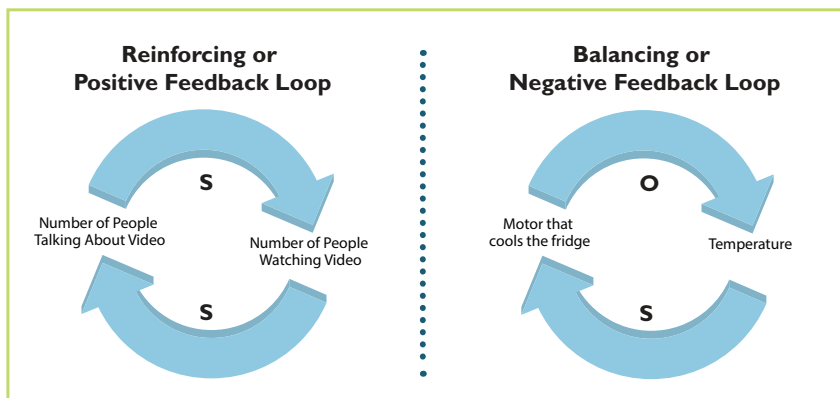 Reinforcing or
Positive Feedback Loop
S
Number of People
Talking About Video
Number of People
Watching Video
S
Balancing or
Negative Feedback Loop
O
Motor that
cools the fridge
Temperature
S